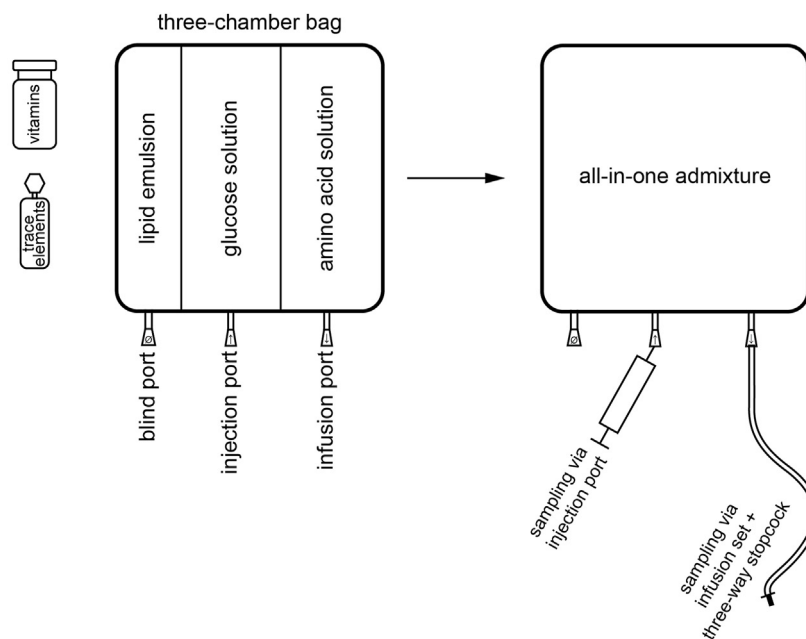 three-chamber bag
vitamins
trace
elements
lipid emulsion
glucose solution
amino acid solution
all-in-one admixture
∅
↑
↓
blind port
injection port
infusion port
∅
↑
↓
sampling via
injection port
sampling via
infusion set +
three-way stopcock